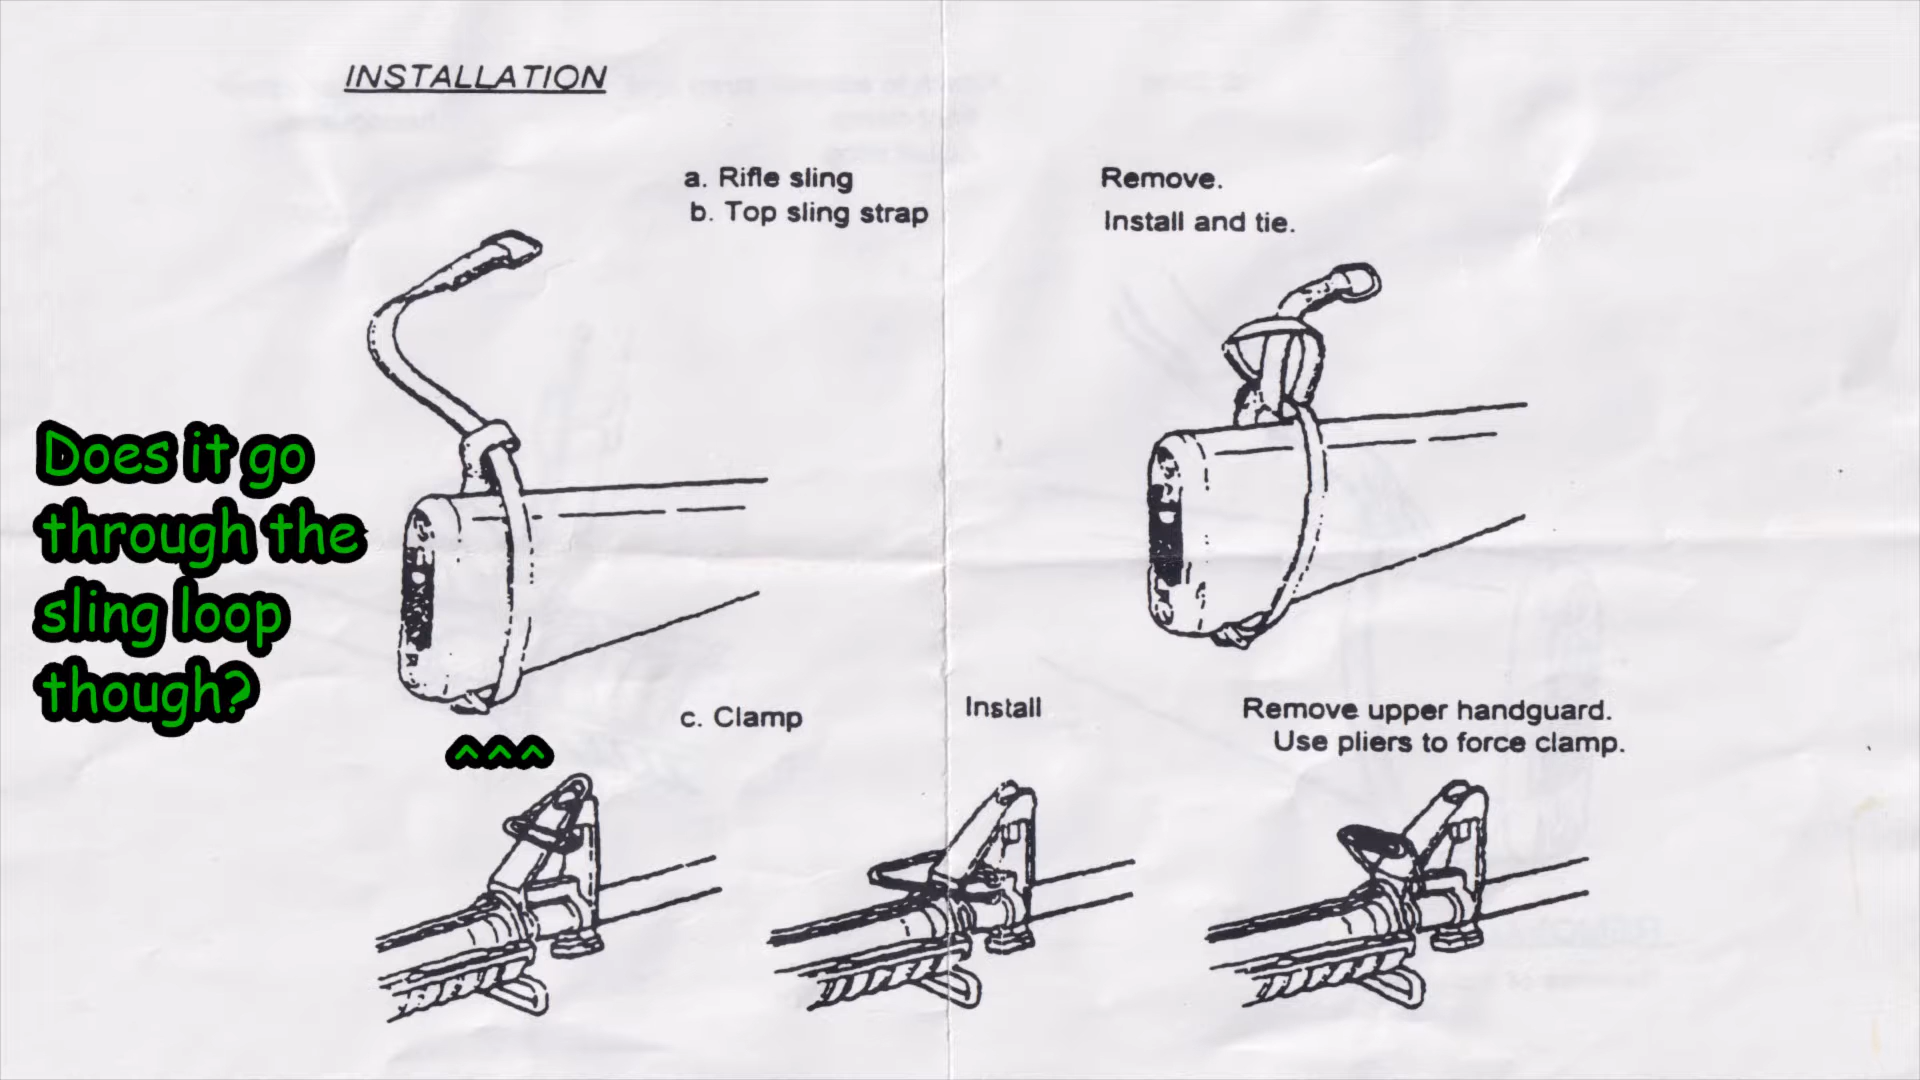 INSTALLATION
a. Rifle sling
b. Top sling strap
Remove.
Install and tie.
Does it go
through the
sling loop
though?
^^^
c. Clamp
Install
Remove upper handguard.
Use pliers to force clamp.